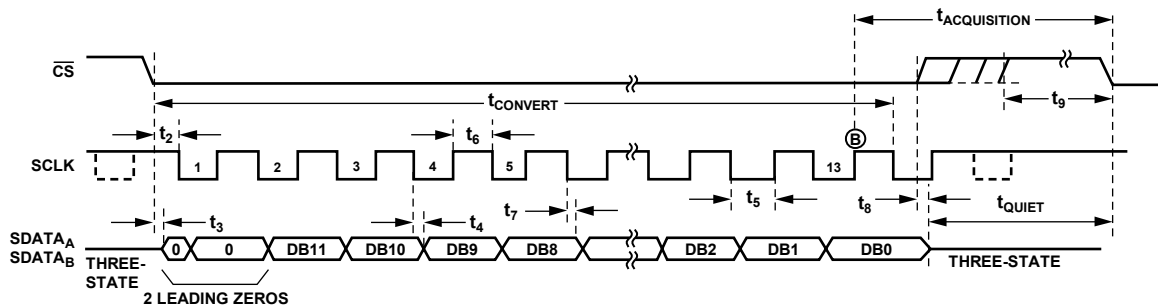 tACQUISITION
CS
tCONVERT
t9
t2
t6
B
SCLK
1
2
3
4
5
13
t3
t4
t7
t5
t8
tQUIET
SDATAA
SDATAB
0
0
DB11
DB10
DB9
DB8
DB2
DB1
DB0
THREE-
STATE
THREE-STATE
2 LEADING ZEROS